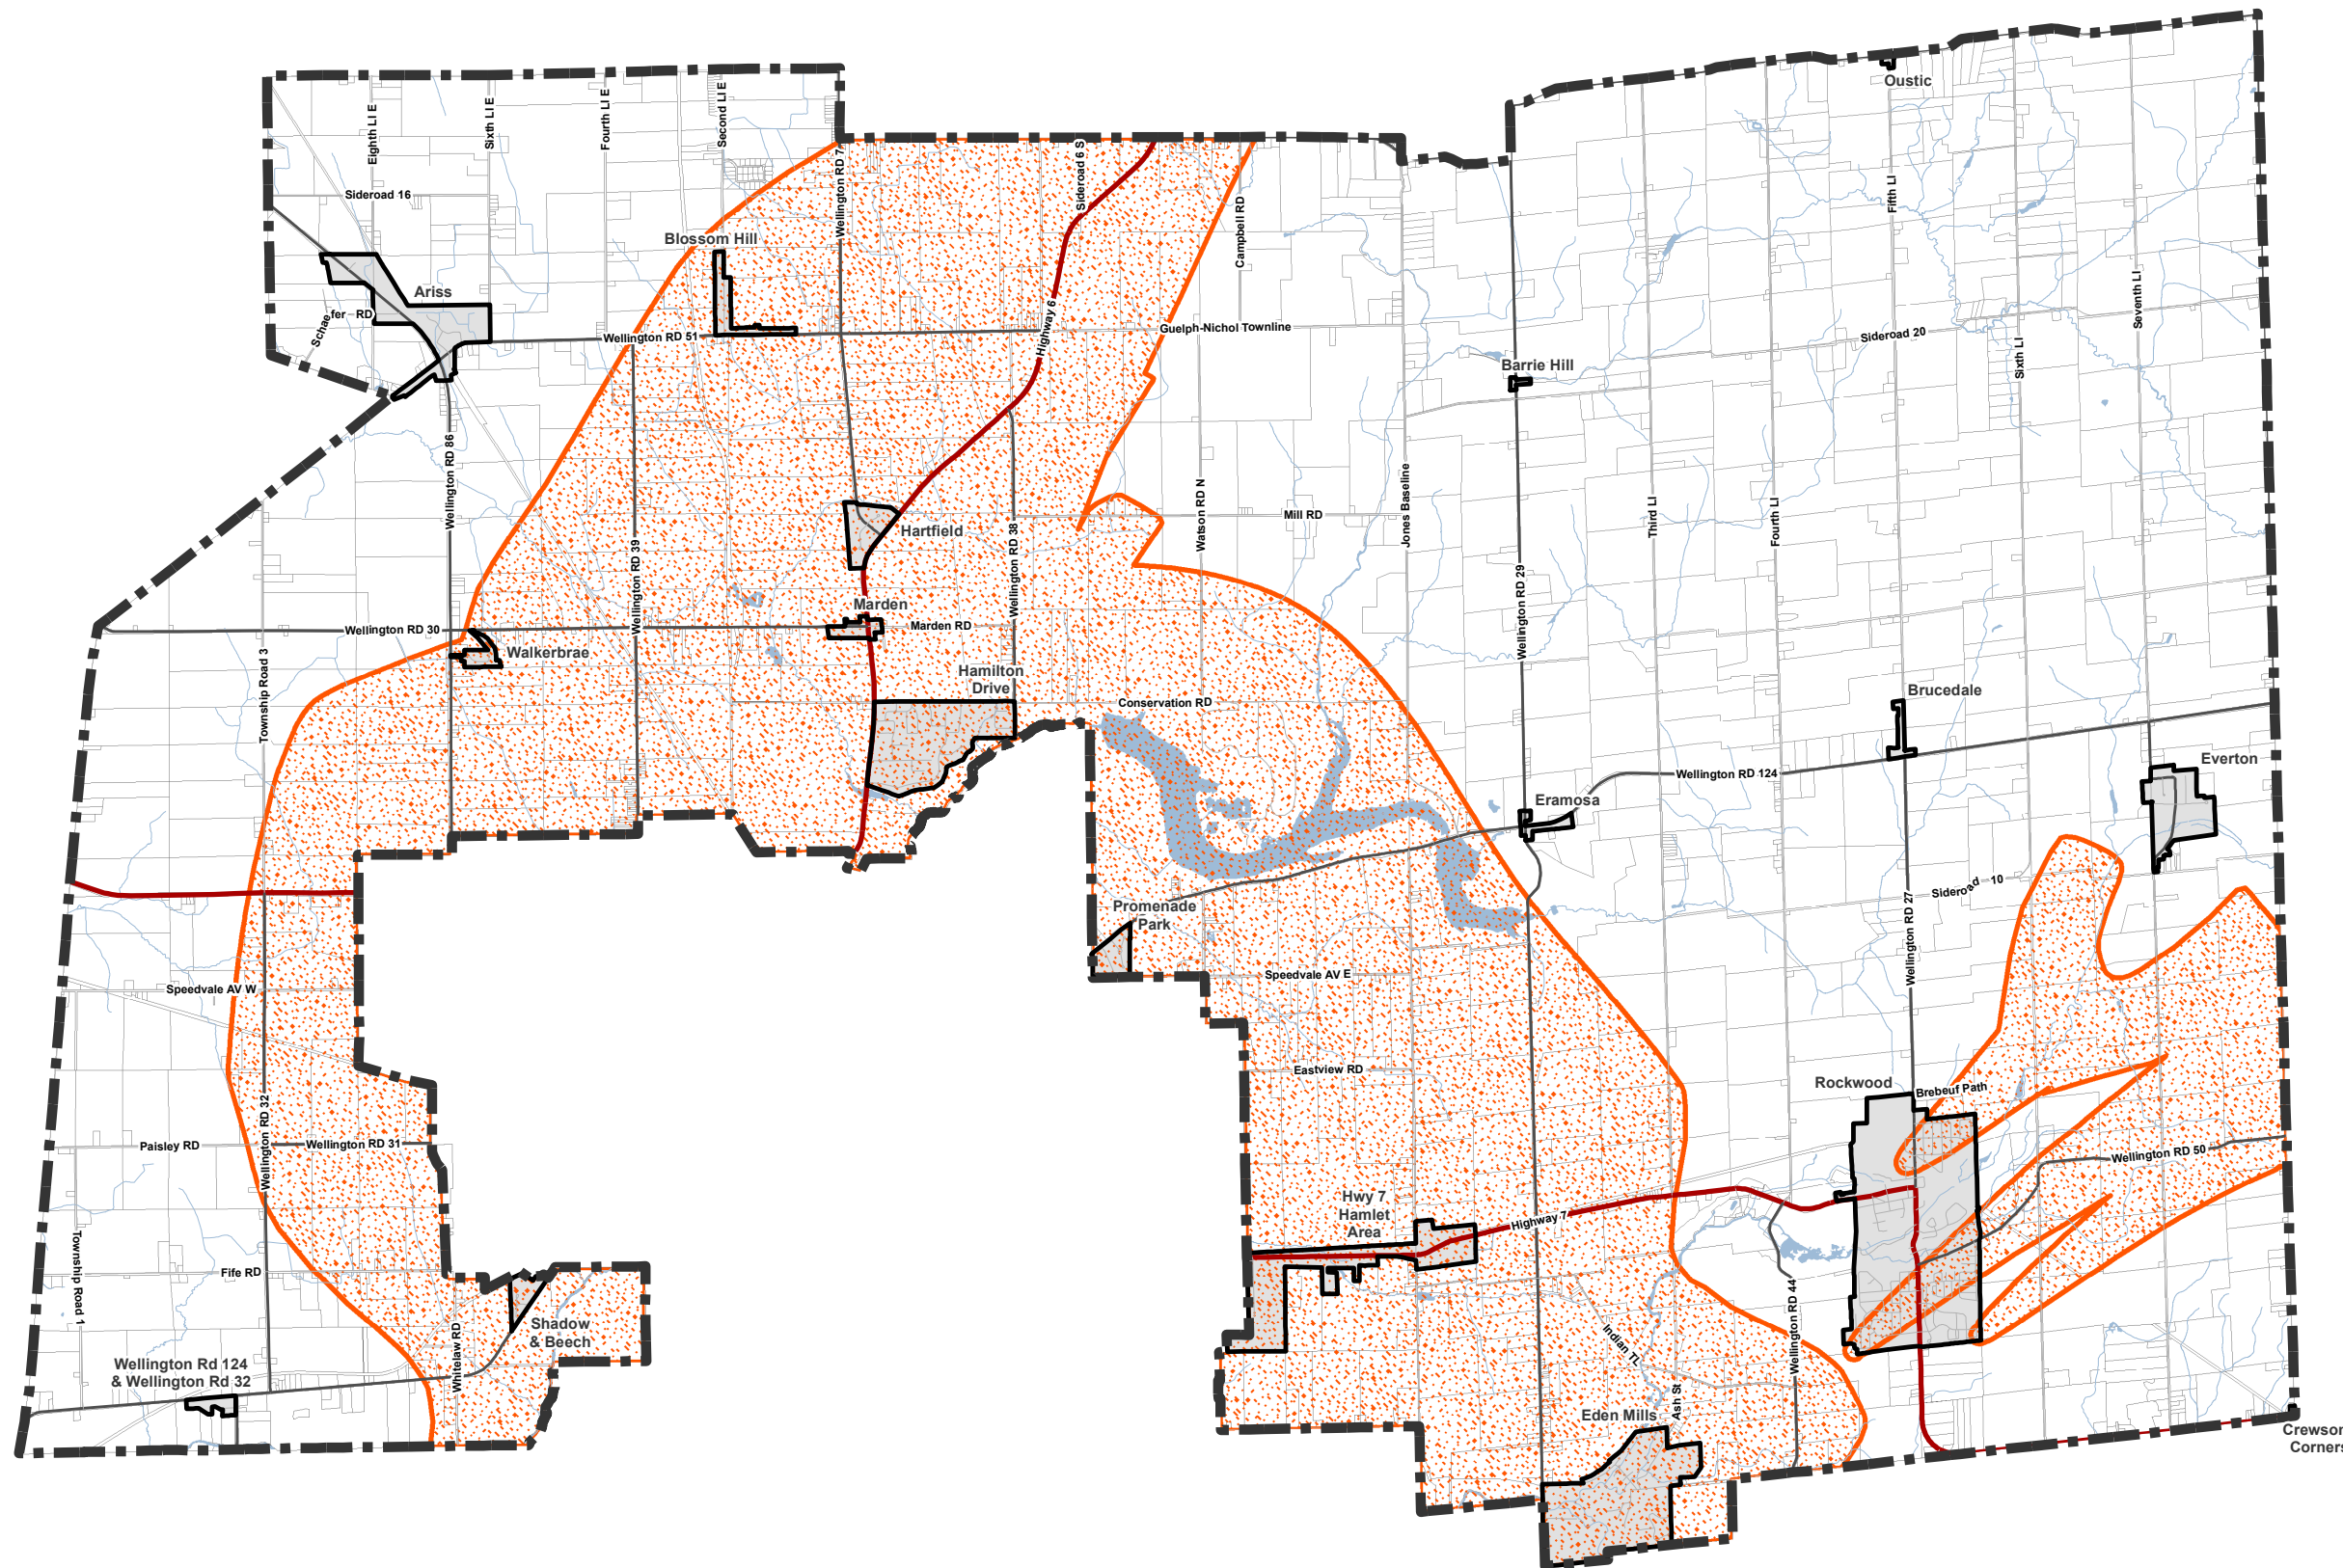 Oustic
Eighth LI E
Sixth LI E
Fourth LI E
Second LI E
Wellington RD 7
Sideroad 6 S
Sideroad 16
Fifth LI
Campbell RD
Blossom Hill
Ariss
Schae
fer RD
Wellington RD 51
Highway 6
Guelph-Nichol Townline
Seventh LI
Sideroad 20
Sixth LI
Barrie Hill
Wellington RD 86
Jones Baseline
Watson RD N
Mill RD
Third LI
Fourth LI
Hartfield
Wellington RD 38
Wellington RD 39
Wellington RD 29
Marden
Marden RD
Wellington RD 30
Walkerbrae
Township Road 3
Hamilton
Drive
Conservation RD
Brucedale
Wellington RD 124
Everton
Eramosa
Promenade
Park
Sideroad 10
Wellington RD 27
Speedvale AV E
Speedvale AV W
Eastview RD
Rockwood
Brebeuf Path
Wellington RD 32
Paisley RD
Wellington RD 31
Wellington RD 50
Hwy 7
Hamlet
Area
Highway 7
Township Road 1
Fife RD
Wellington RD 44
Shadow
& Beech
Whitelaw RD
Indian TL
Wellington Rd 124
& Wellington Rd 32
Ash St
Eden Mills
Crewson
Corners